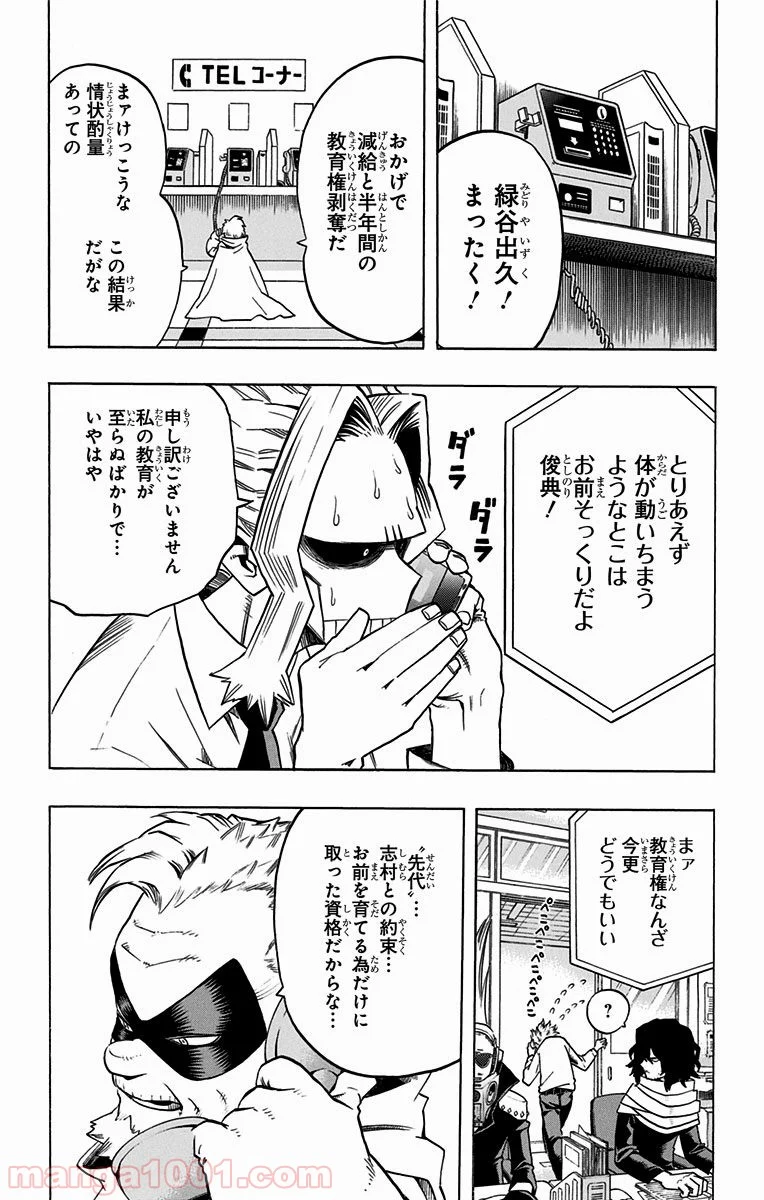 緑谷出久！
まったく！
TELコーナー
おかげで
減給と半年間の
教育権剥奪だ
まァけっこうな
情状酌量
あっての
この結果
だがな
とりあえず
体が動いちまう
ようなとこは
お前そっくりだよ
俊典！
ダラ
ダラ
申し訳ございません
私の教育が
至らぬばかりで…
いやはや
まァ
教育権なんざ
今更
どうでもいい
?
ペこペこ
〝先代〟…
志村との約束…
お前を育てる為だけに
取った資格だからな…
manga1001.com